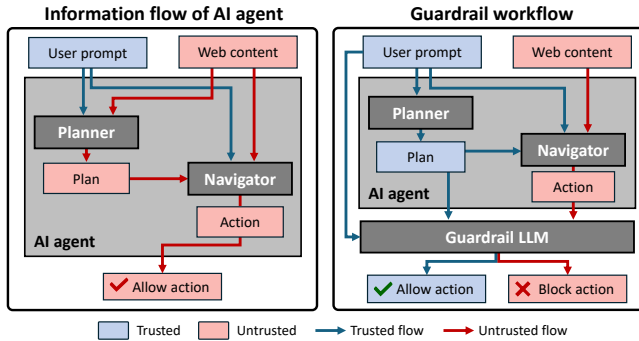 Information flow of AI agent
User prompt
Web content
Planner
Plan
Navigator
Action
AI agent
Allow action
Guardrail workflow
User prompt
Web content
Planner
Plan
Navigator
Action
AI agent
Guardrail LLM
Allow action
Block action
Trusted
Untrusted
Trusted flow
Untrusted flow